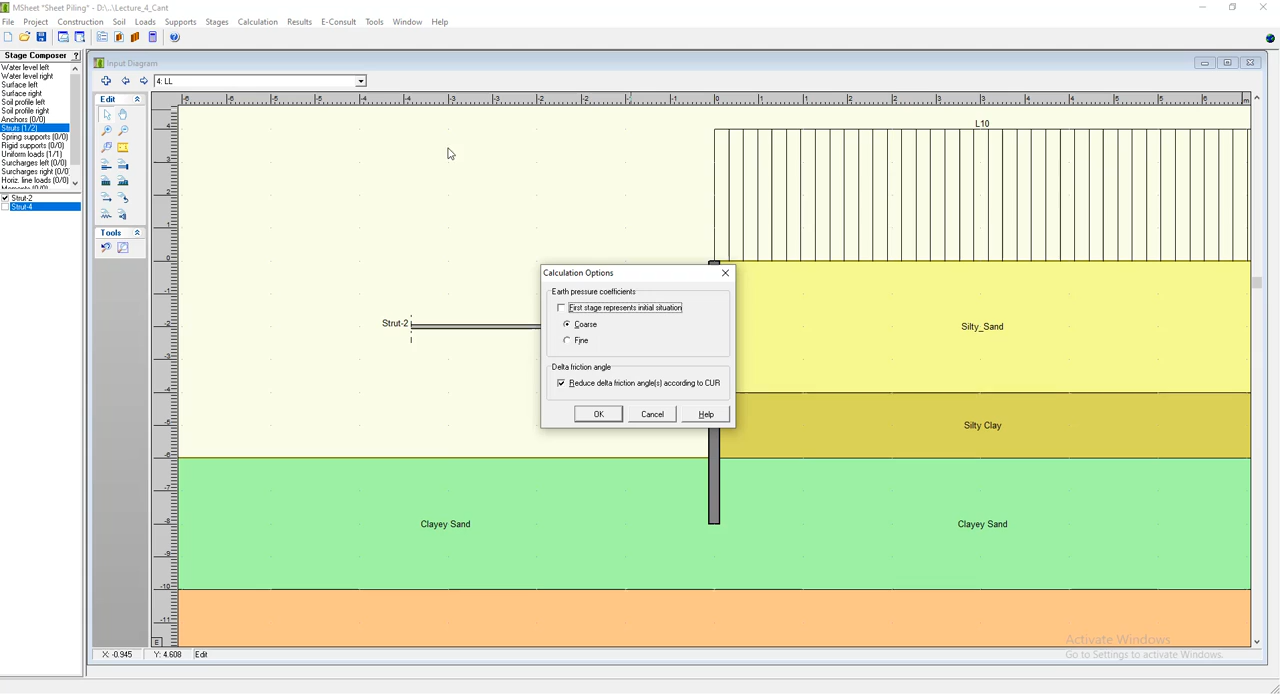 MSheet "Sheet Piling" - D:\..\Lecture_4_Cant
File Project Construction Soil Loads Supports Stages Calculation Results E-Consult Tools Window Help
Stage Composer ?
Water level left
Water level right
Surface left
Surface right
Soil profile left
Soil profile right
Anchors (0/0)
Struts (1/2)
Spring supports (0/0)
Rigid supports (0/0)
Uniform loads (1/1)
Surcharges left (0/0)
Surcharges right (0/0
Horiz. line loads (0/0)
Strut-2
Strut-4
Input Diagram
4: LL
Edit
Tools
L10
Strut-2
Silty_Sand
Silty Clay
Clayey Sand
Clayey Sand
Calculation Options
Earth pressure coefficients
First stage represents initial situation
Coarse
Fine
Delta friction angle
Reduce delta friction angle(s) according to CUR
OK Cancel Help
Activate Windows
Go to Settings to activate Windows.
X: -0.945 Y: 4.608 Edit